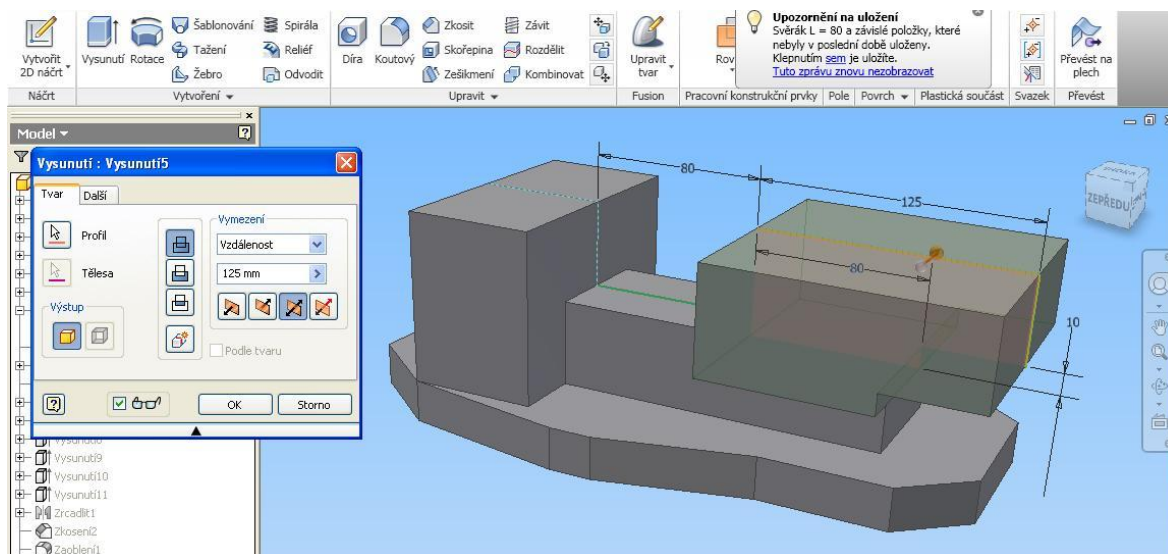 Vytvořit
2D náčrt
Vysunutí
Rotace
Šablonování
Tažení
Žebro
Spirála
Reliéf
Odvodit
Díra
Koutový
Zkosit
Skořepina
Zešikmení
Závit
Rozdělit
Kombinovat
Upravit
tvar
Rov
Upozornění na uložení
Svěrák L = 80 a závislé položky, které
nebyly v poslední době uloženy.
Klepnutím sem je uložíte.
Tuto zprávu znovu nezobrazovat
Převést na
plech
Náčrt
Vytvoření
Upravit
Fusion
Pracovní konstrukční prvky
Pole
Povrch
Plastická součást
Svazek
Převést
Model
Vysunutí : Vysunutí5
Tvar
Další
Profil
Tělesa
Výstup
Vymezení
Vzdálenost
125 mm
Podle tvaru
OK
Storno
Vysunutí9
Vysunutí10
Vysunutí11
Zrcadlit1
Zkosení2
Zaoblení1
80
125
80
10
ZEPŘEDU